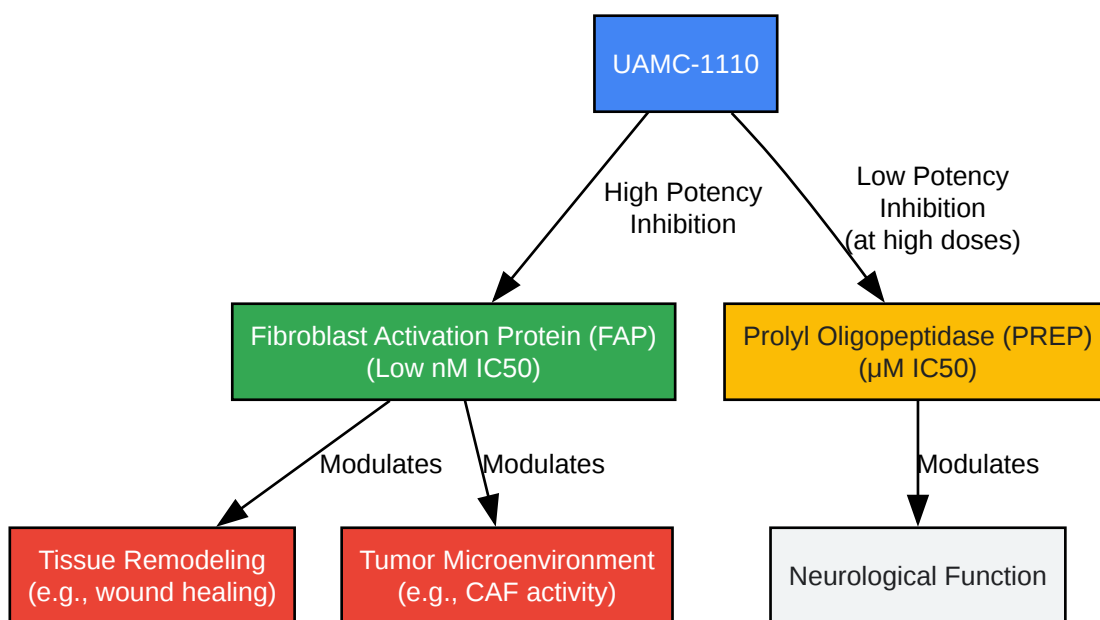 UAMC-1110
High Potency
Inhibition
Low Potency
Inhibition
(at high doses)
Fibroblast Activation Protein (FAP)
(Low nM IC50)
Prolyl Oligopeptidase (PREP)
(μM IC50)
Modulates
Modulates
Modulates
Tissue Remodeling
(e.g., wound healing)
Tumor Microenvironment
(e.g., CAF activity)
Neurological Function